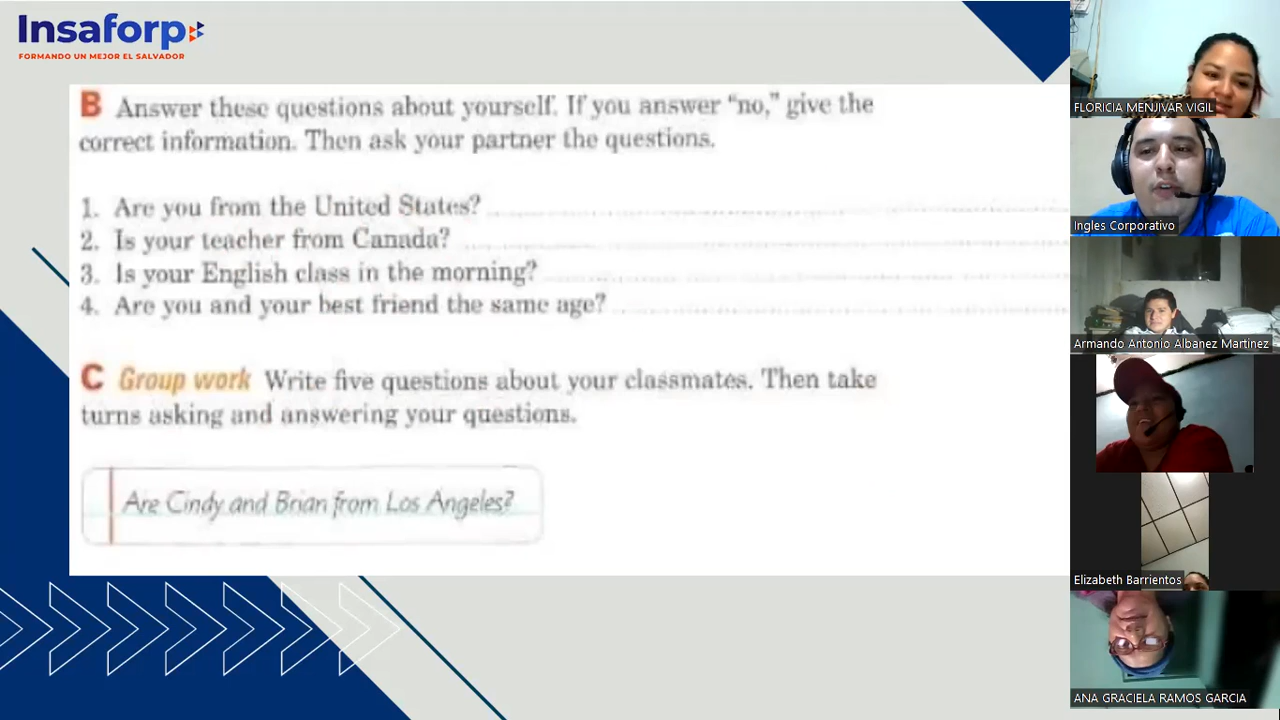 Insaforp
FORMANDO UN MEJOR EL SALVADOR
B Answer these questions about yourself. If you answer “no,” give the
correct information. Then ask your partner the questions.
1. Are you from the United States?
2. Is your teacher from Canada?
3. Is your English class in the morning?
4. Are you and your best friend the same age?
C Group work Write five questions about your classmates. Then take
turns asking and answering your questions.
Are Cindy and Brian from Los Angeles?
FLORICIA MENJIVAR VIGIL
Ingles Corporativo
Armando Antonio Albanez Martinez
Elizabeth Barrientos
ANA GRACIELA RAMOS GARCIA